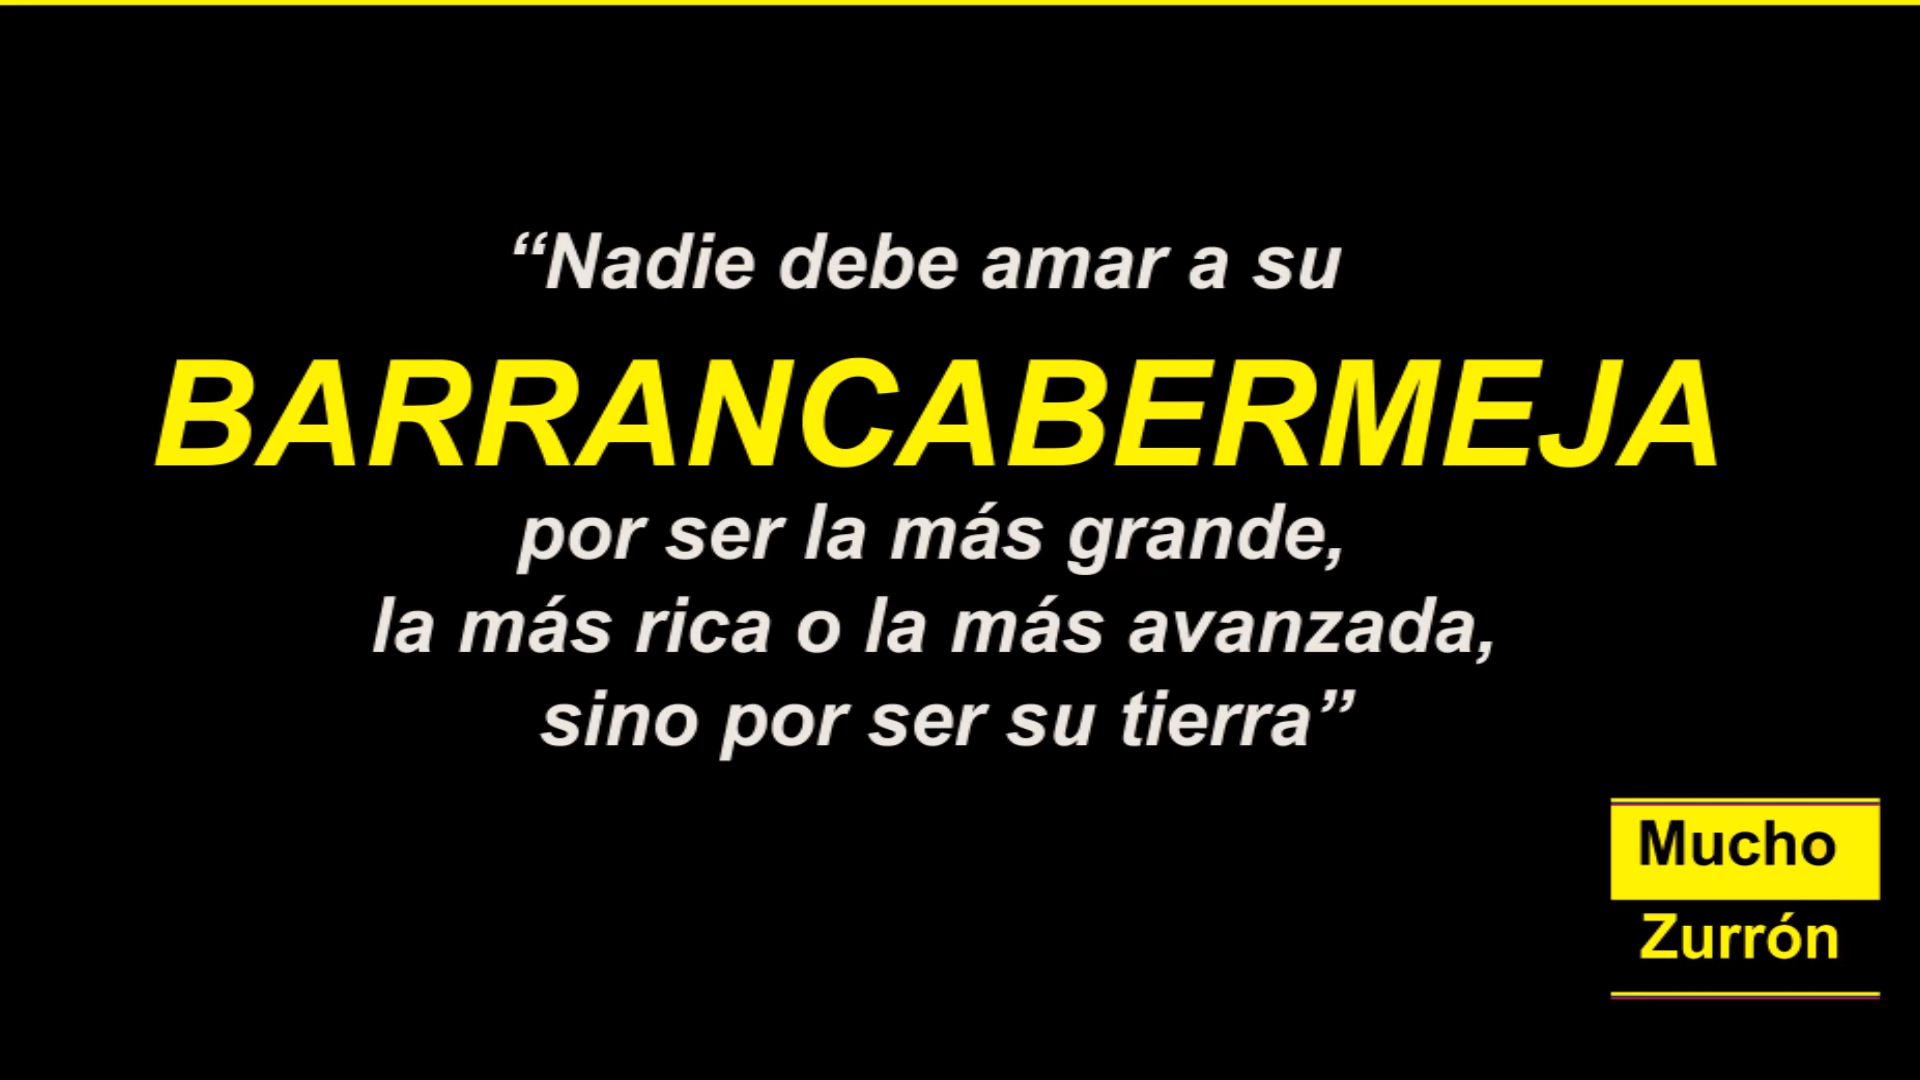 “Nadie debe amar a su
BARRANCABERMEJA
por ser la más grande,
la más rica o la más avanzada,
sino por ser su tierra”
Mucho
Zurrón